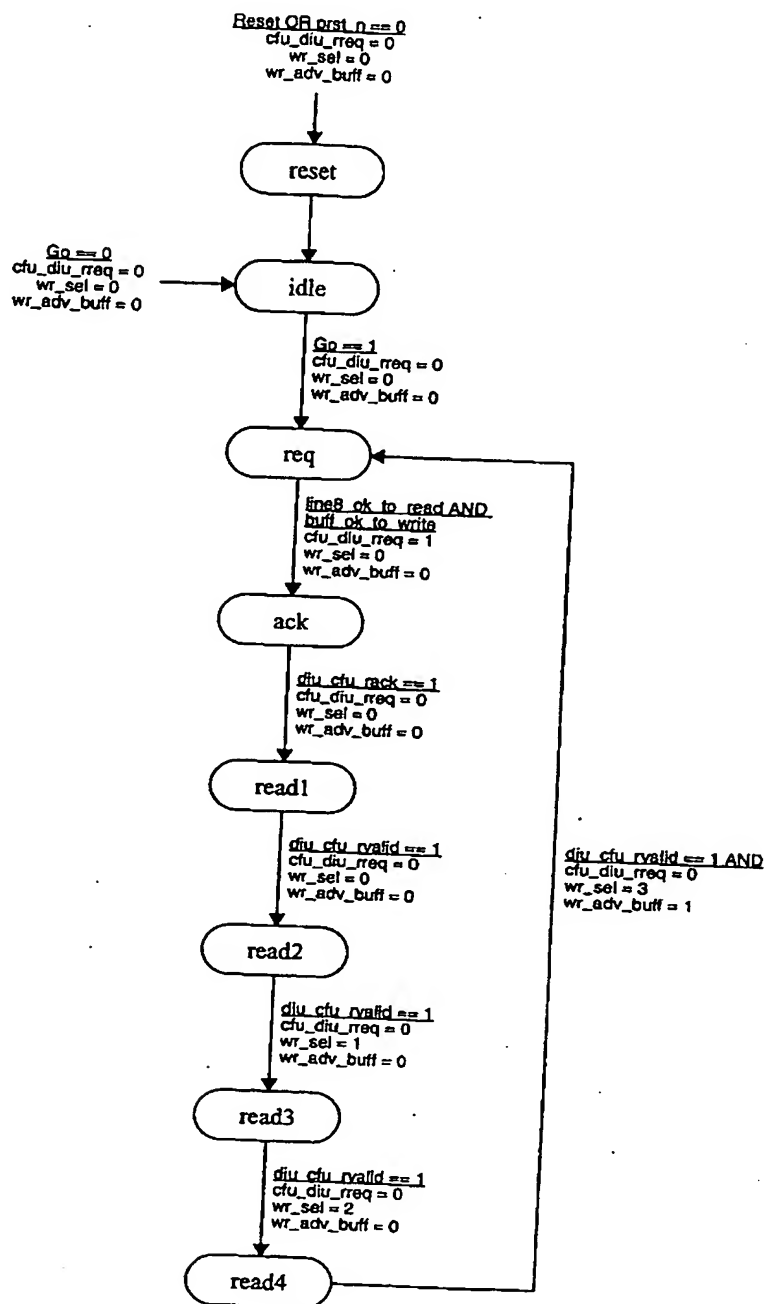 Reset OR prst_n == 0
cfu_diu_rreq = 0
wr_sel = 0
wr_adv_buff = 0
reset
Go == 0
cfu_diu_rreq = 0
wr_sel = 0
wr_adv_buff = 0
idle
Go == 1
cfu_diu_rreq = 0
wr_sel = 0
wr_adv_buff = 0
req
line8_ok_to_read AND
buff_ok_to_write
cfu_diu_rreq = 1
wr_sel = 0
wr_adv_buff = 0
ack
diu_cfu_rack == 1
cfu_diu_rreq = 0
wr_sel = 0
wr_adv_buff = 0
read1
diu_cfu_rvalid == 1
cfu_diu_rreq = 0
wr_sel = 0
wr_adv_buff = 0
diu_cfu_rvalid == 1 AND
cfu_diu_rreq = 0
wr_sel = 3
wr_adv_buff = 1
read2
diu_cfu_rvalid == 1
cfu_diu_rreq = 0
wr_sel = 1
wr_adv_buff = 0
read3
diu_cfu_rvalid == 1
cfu_diu_rreq = 0
wr_sel = 2
wr_adv_buff = 0
read4